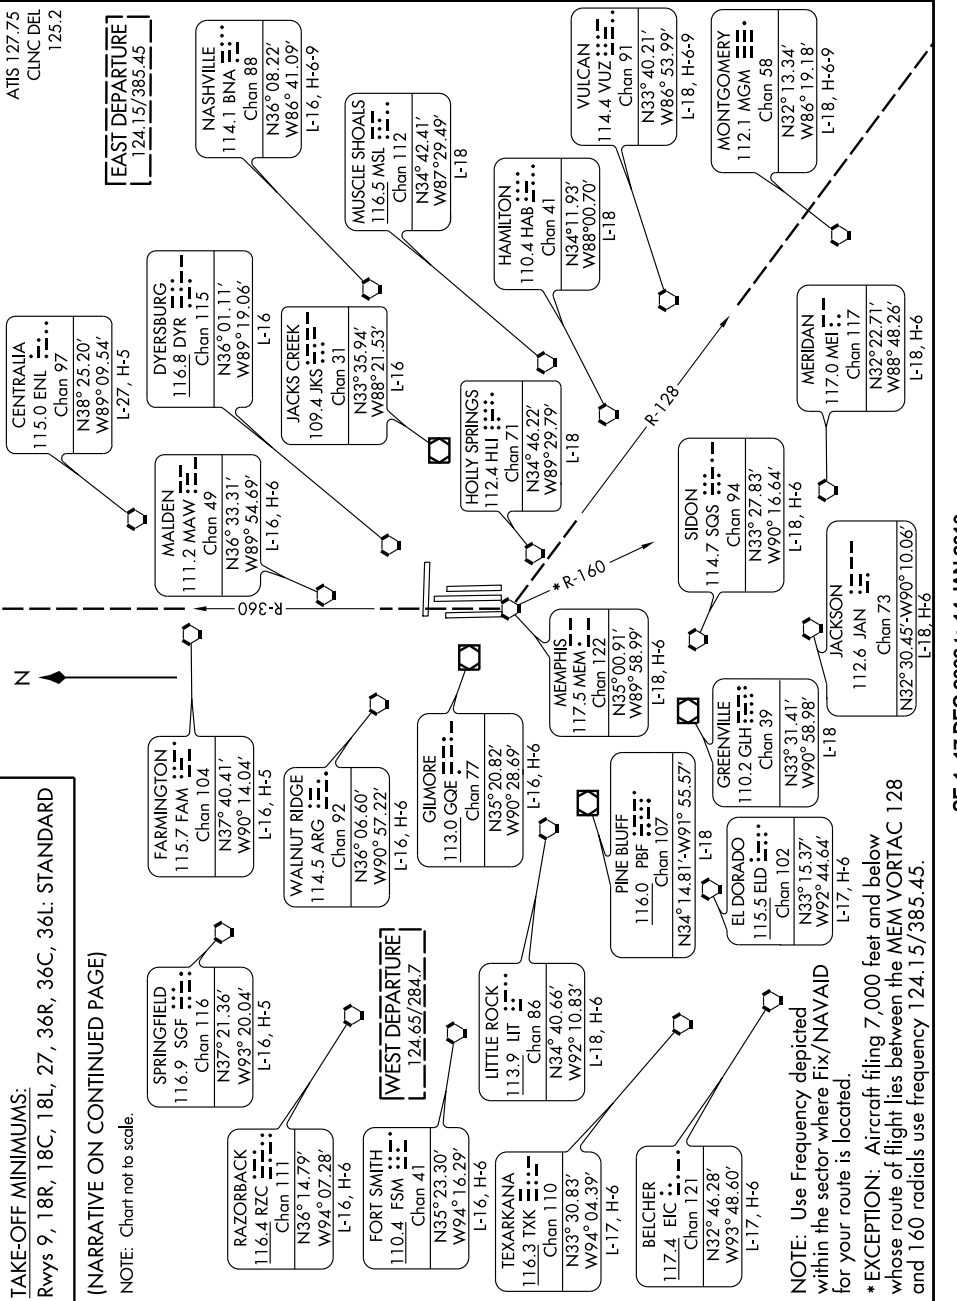 ATIS 127.75
CLNC DEL
125.2
TAKE-OFF MINIMUMS:
Rwys 9, 18R, 18C, 18L, 27, 36R, 36C, 36L: STANDARD
(NARRATIVE ON CONTINUED PAGE)
NOTE: Chart not to scale.
N
EAST DEPARTURE
124.15/385.45
WEST DEPARTURE
124.65/284.7
SPRINGFIELD
116.9 SGF
Chan 116
N37° 21.36′
W93° 20.04′
L-16, H-5
FARMINGTON
115.7 FAM
Chan 104
N37° 40.41′
W90° 14.04′
L-16, H-5
CENTRALIA
115.0 ENL
Chan 97
N38° 25.20′
W89° 09.54′
L-27, H-5
MALDEN
111.2 MAW
Chan 49
N36° 33.31′
W89° 54.69′
L-16, H-6
DYERSBURG
116.8 DYR
Chan 115
N36° 01.11′
W89° 19.06′
L-16
NASHVILLE
114.1 BNA
Chan 88
N36° 08.22′
W86° 41.09′
L-16, H-6-9
RAZORBACK
116.4 RZC
Chan 111
N36° 14.79′
W94° 07.28′
L-16, H-6
WALNUT RIDGE
114.5 ARG
Chan 92
N36° 06.60′
W90° 57.22′
L-16, H-6
JACKS CREEK
109.4 JKS
Chan 31
N33° 35.94′
W88° 21.53′
L-16
MUSCLE SHOALS
116.5 MSL
Chan 112
N34° 42.41′
W87°29.49′
L-18
FORT SMITH
110.4 FSM
Chan 41
N35° 23.30′
W94° 16.29′
L-16, H-6
GILMORE
113.0 GQE
Chan 77
N35° 20.82′
W90° 28.69′
L-16, H-6
HOLLY SPRINGS
112.4 HLI
Chan 71
N34° 46.22′
W89° 29.79′
L-18
HAMILTON
110.4 HAB
Chan 41
N34°11.93′
W88°00.70′
L-18
VULCAN
114.4 VUZ
Chan 91
N33° 40.21′
W86° 53.99′
L-18, H-6-9
R-360
R-128
*R-160
LITTLE ROCK
113.9 LIT
Chan 86
N34° 40.66′
W92° 10.83′
L-18, H-6
MEMPHIS
117.5 MEM
Chan 122
N35°00.91′
W89° 58.99′
L-18, H-6
TEXARKANA
116.3 TXK
Chan 110
N33° 30.83′
W94° 04.39′
L-17, H-6
PINE BLUFF
116.0 PBF
Chan 107
N34° 14.81′-W91° 55.57′
L-18
SIDON
114.7 SQS
Chan 94
N33° 27.83′
W90° 16.64′
L-18, H-6
MONTGOMERY
112.1 MGM
Chan 58
N32° 13.34′
W86° 19.18′
L-18, H-6-9
BELCHER
117.4 EIC
Chan 121
N32° 46.28′
W93° 48.60′
L-17, H-6
EL DORADO
115.5 ELD
Chan 102
N33° 15.37′
W92° 44.64′
L-17, H-6
GREENVILLE
110.2 GLH
Chan 39
N33° 31.41′
W90° 58.98′
L-18
JACKSON
112.6 JAN
Chan 73
N32° 30.45′-W90° 10.06′
L-18, H-6
MERIDAN
117.0 MEI
Chan 117
N32° 22.71′
W88° 48.26′
L-18, H-6
NOTE: Use Frequency depicted
within the sector where Fix/NAVAID
for your route is located.
*EXCEPTION: Aircraft filing 7,000 feet and below
whose route of flight lies between the MEM VORTAC 128
and 160 radials use frequency 124.15/385.45.